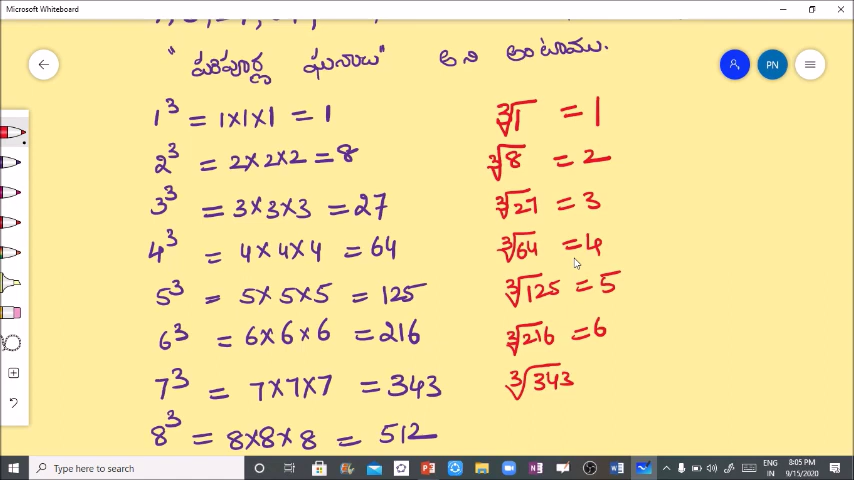 Microsoft Whiteboard
"పరిపూర్ణ ఘనాలు" అని అంటాము.
PN
1³ = 1×1×1 = 1
∛1 = 1
2³ = 2×2×2 = 8
∛8 = 2
3³ = 3×3×3 = 27
∛27 = 3
4³ = 4×4×4 = 64
∛64 = 4
5³ = 5×5×5 = 125
∛125 = 5
6³ = 6×6×6 = 216
∛216 = 6
7³ = 7×7×7 = 343
∛343
8³ = 8×8×8 = 512
Type here to search
ENG
IN
8:05 PM
9/15/2020